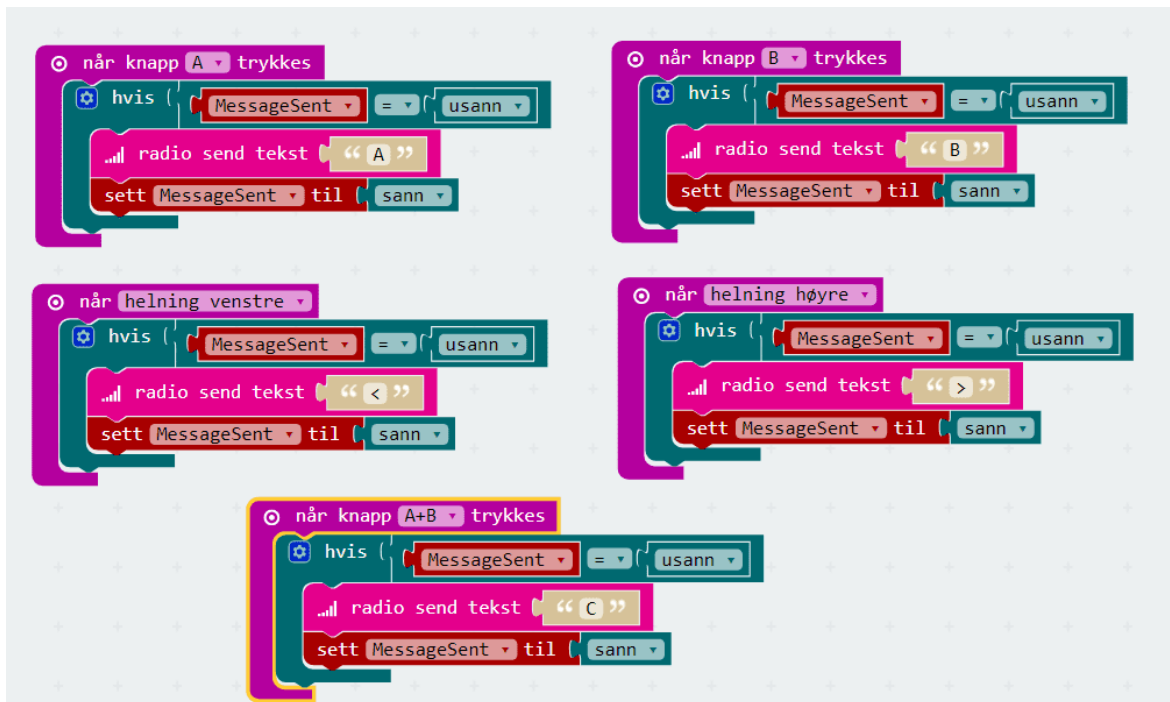 når knapp A trykkes
hvis MessageSent = usann
radio send tekst “ A ”
sett MessageSent til sann
når knapp B trykkes
hvis MessageSent = usann
radio send tekst “ B ”
sett MessageSent til sann
når helning venstre
hvis MessageSent = usann
radio send tekst “ < ”
sett MessageSent til sann
når helning høyre
hvis MessageSent = usann
radio send tekst “ > ”
sett MessageSent til sann
når knapp A+B trykkes
hvis MessageSent = usann
radio send tekst “ C ”
sett MessageSent til sann